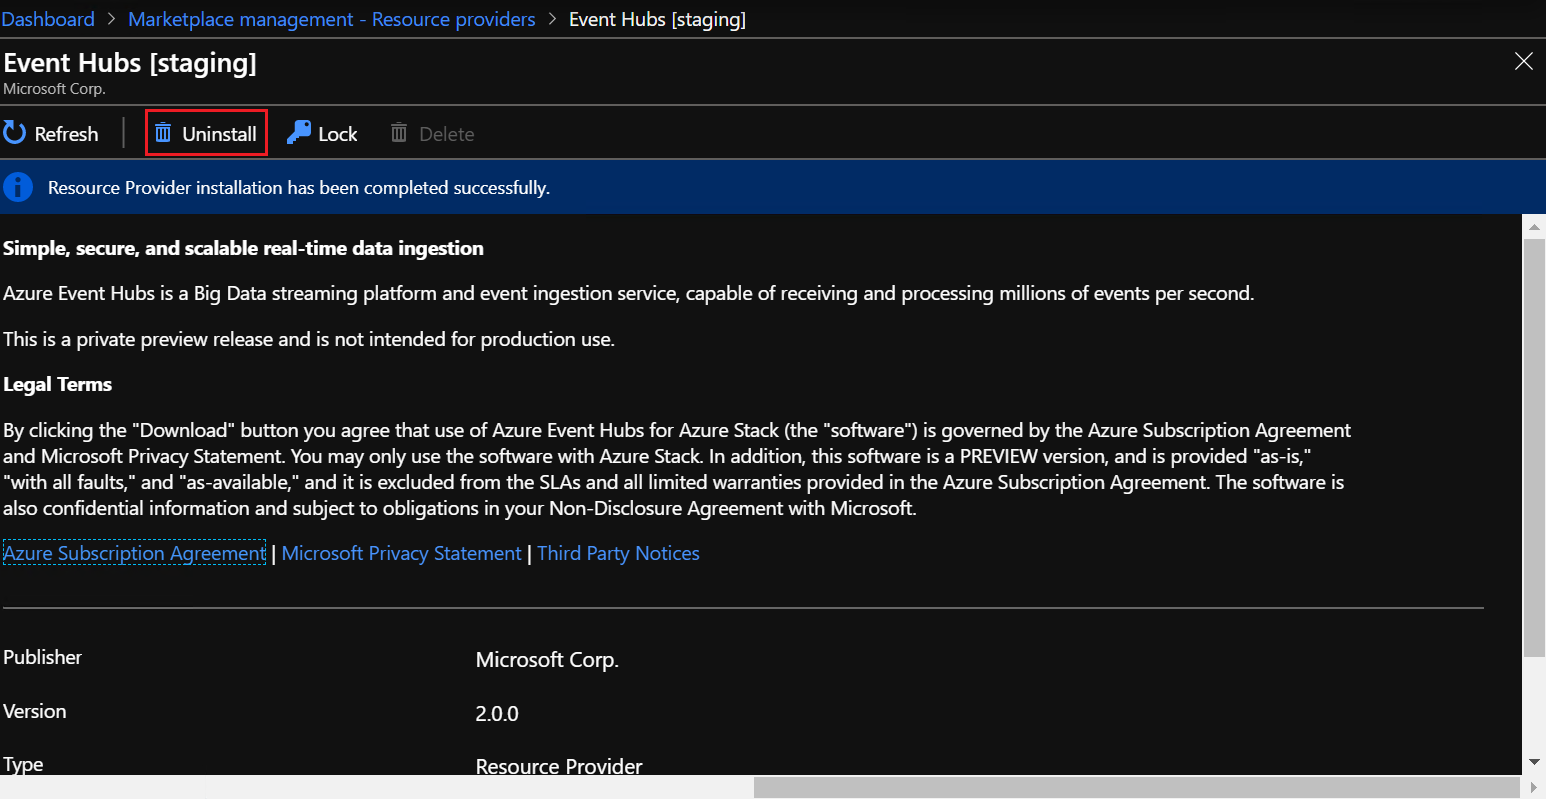 Dashboard > Marketplace management - Resource providers > Event Hubs [staging]
Event Hubs [staging]
Microsoft Corp.
Refresh | Uninstall Lock Delete
Resource Provider installation has been completed successfully.
Simple, secure, and scalable real-time data ingestion
Azure Event Hubs is a Big Data streaming platform and event ingestion service, capable of receiving and processing millions of events per second.
This is a private preview release and is not intended for production use.
Legal Terms
By clicking the "Download" button you agree that use of Azure Event Hubs for Azure Stack (the "software") is governed by the Azure Subscription Agreement
and Microsoft Privacy Statement. You may only use the software with Azure Stack. In addition, this software is a PREVIEW version, and is provided "as-is,"
"with all faults," and "as-available," and it is excluded from the SLAs and all limited warranties provided in the Azure Subscription Agreement. The software is
also confidential information and subject to obligations in your Non-Disclosure Agreement with Microsoft.
Azure Subscription Agreement | Microsoft Privacy Statement | Third Party Notices
Publisher Microsoft Corp.
Version 2.0.0
Type Resource Provider